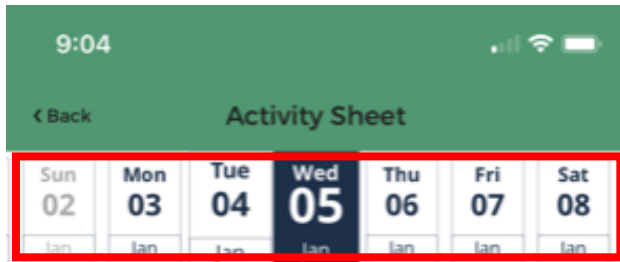 9:04
< Back Activity Sheet
Sun Mon Tue Wed Thu Fri Sat
02 03 04 05 06 07 08
Jan Jan Jan Jan Jan Jan Jan